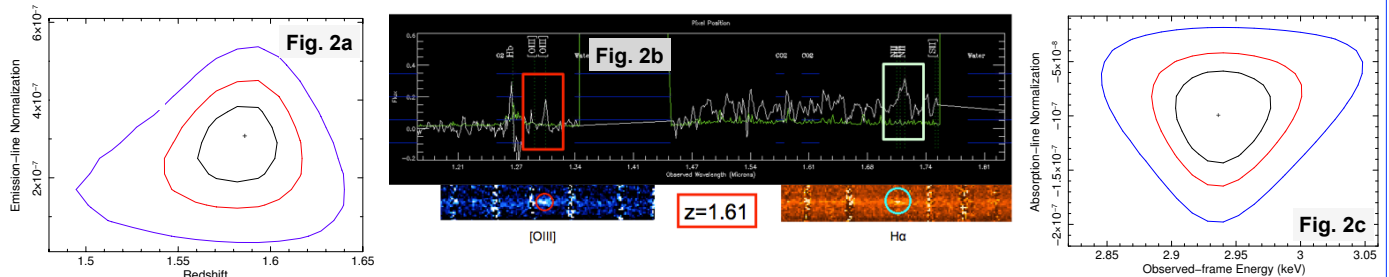 Fig. 2a
Emission-line Normalization
2×10⁻⁷
4×10⁻⁷
6×10⁻⁷
1.5
1.55
1.6
1.65
Redshift
Fig. 2b
Pixel Position
O2 Hb [OIII] [OIII] Water
CO2 CO2
NII [SII] Water
Flux
0.6
0.4
0.2
0.0
-0.2
1.21 1.27 1.34 1.41 1.47 1.54 1.61 1.68 1.74 1.81
Observed Wavelength (Microns)
[OIII]
z=1.61
Hα
Fig. 2c
Absorption-line Normalization
-5×10⁻⁸
-10⁻⁷
-1.5×10⁻⁷
-2×10⁻⁷
2.85 2.9 2.95 3 3.05
Observed-frame Energy (keV)